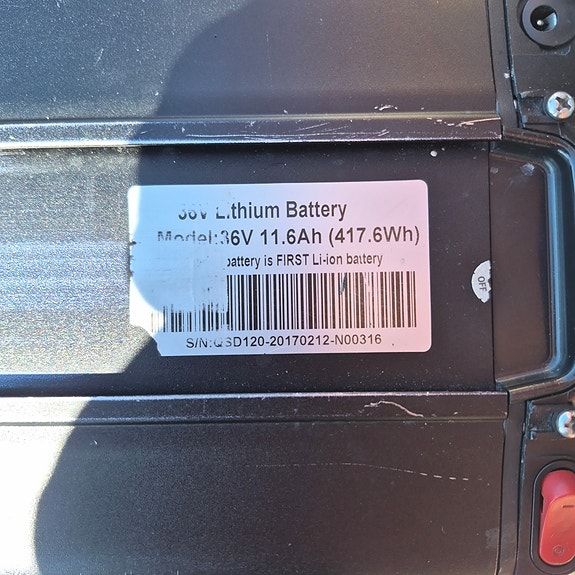 36V Lithium Battery
Model:36V 11.6Ah (417.6Wh)
battery is FIRST Li-ion battery
S/N:QSD120-20170212-N00316
OFF